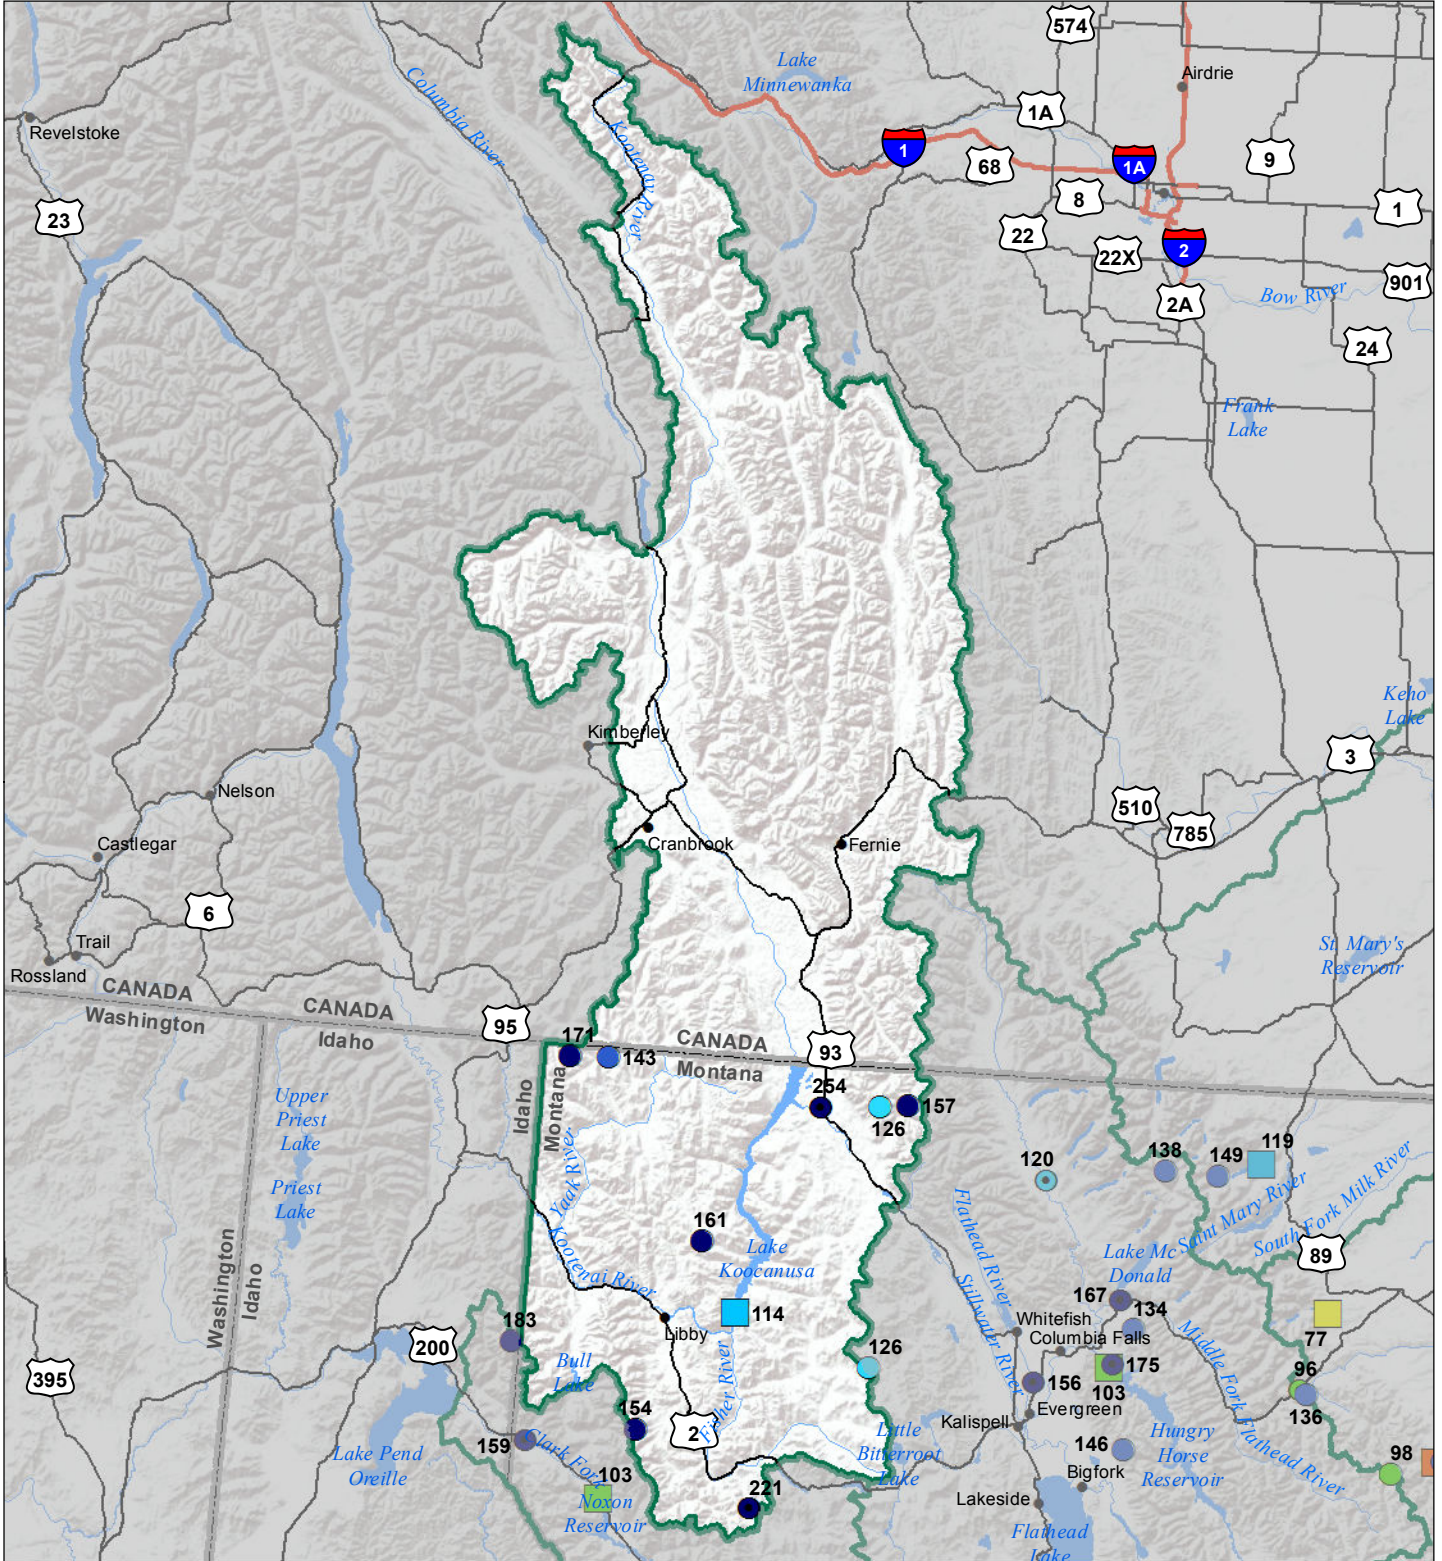 574
Lake
Minnewanka
Airdrie
Columbia River
1A
Revelstoke
Kootenay River
1
68
1A
9
8
1
23
22
22X
2
901
Bow River
2A
24
Frank
Lake
Keho
Lake
Kimberley
3
Nelson
510
785
Castlegar
Cranbrook
Fernie
6
Trail
Rossland
St. Mary's
Reservoir
CANADA
Washington
CANADA
Idaho
95
171
143
CANADA
Montana
93
Idaho
Montana
254
126
157
Upper
Priest
Lake
Priest
Lake
Yaak River
120
138
149
119
Saint Mary River
South Fork Milk River
89
Flathead River
161
Lake
Koocanusa
Kootenai River
Washington
Idaho
Lake Mc
Donald
Stillwater River
167
134
114
77
183
Libby
Whitefish
Columbia Falls
Middle Fork Flathead River
200
395
Bull
Lake
Fisher River
126
175
103
156
96
136
154
2
Evergreen
Kalispell
159
Clark Fork
Lake Pend
Oreille
Little
Bitterroot
Lake
146
Hungry
Horse
Reservoir
98
103
Noxon
Reservoir
Bigfork
221
Lakeside
Flathead
Lake